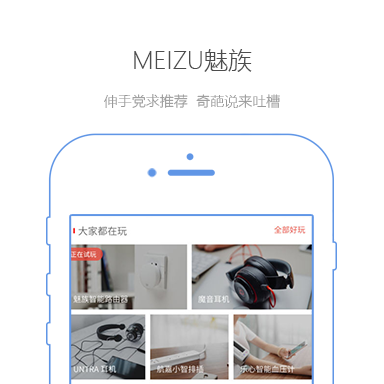 MEIZU魅族
伸手党求推荐 奇葩说来吐槽
大家都在玩
全部好玩
正在试玩
魅族智能路由器
魔音耳机
UNTRA 耳机
航嘉小智排插
乐心智能血压计